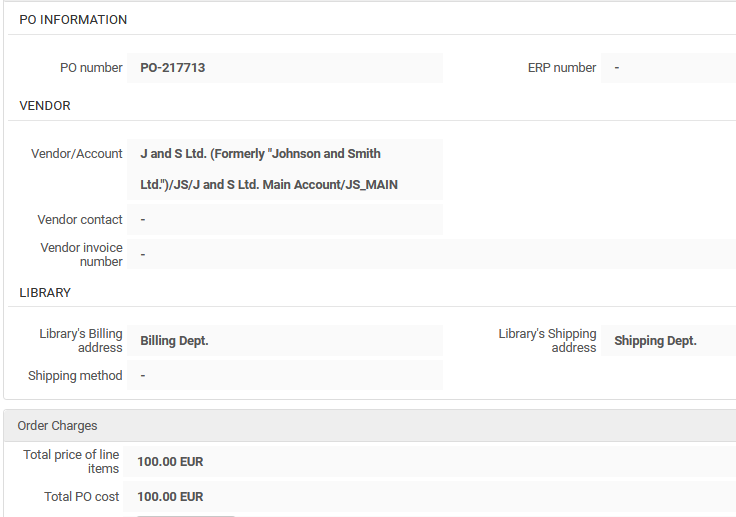 PO INFORMATION
PO number PO-217713 ERP number -
VENDOR
Vendor/Account J and S Ltd. (Formerly "Johnson and Smith
Ltd.")/JS/J and S Ltd. Main Account/JS_MAIN
Vendor contact -
Vendor invoice
number -
LIBRARY
Library's Billing
address Billing Dept.
Library's Shipping
address Shipping Dept.
Shipping method -
Order Charges
Total price of line
items 100.00 EUR
Total PO cost 100.00 EUR